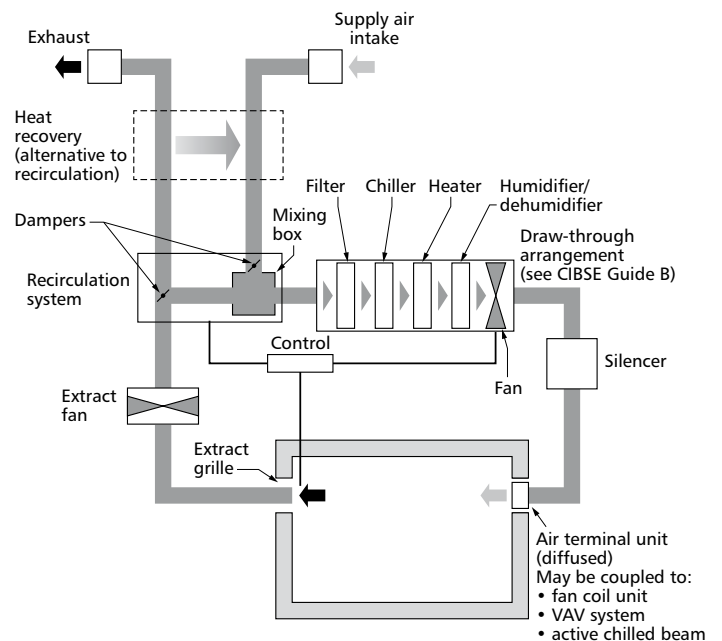 Exhaust
Supply air
intake
Heat
recovery
(alternative to
recirculation)
Filter
Chiller
Heater
Humidifier/
dehumidifier
Dampers
Mixing
box
Draw-through
arrangement
(see CIBSE Guide B)
Recirculation
system
Control
Fan
Silencer
Extract
fan
Extract
grille
Air terminal unit
(diffused)
May be coupled to:
• fan coil unit
• VAV system
• active chilled beam